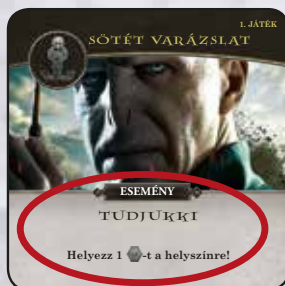 1. JÁTÉK
SÖTÉT VARÁZSLAT
ESEMÉNY
TUDJUKKI
Helyezz 1 -t a helyszínre!